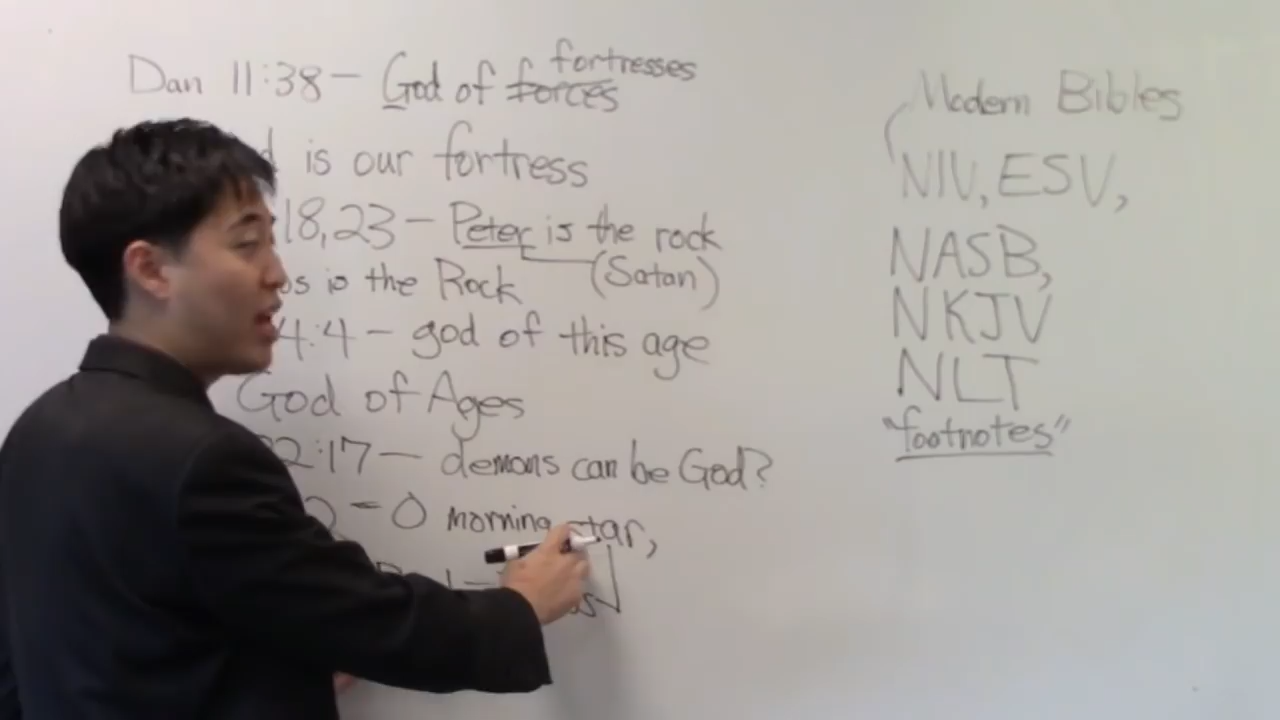 Dan 11:38 - God of forces fortresses
is our fortress
18,23 - Peter is the rock
is the Rock (Satan)
4:4 - god of this age
God of Ages
22:17 - demons can be God?
O morning star,
Modern Bibles
NIV, ESV,
NASB,
NKJV
NLT
"footnotes"